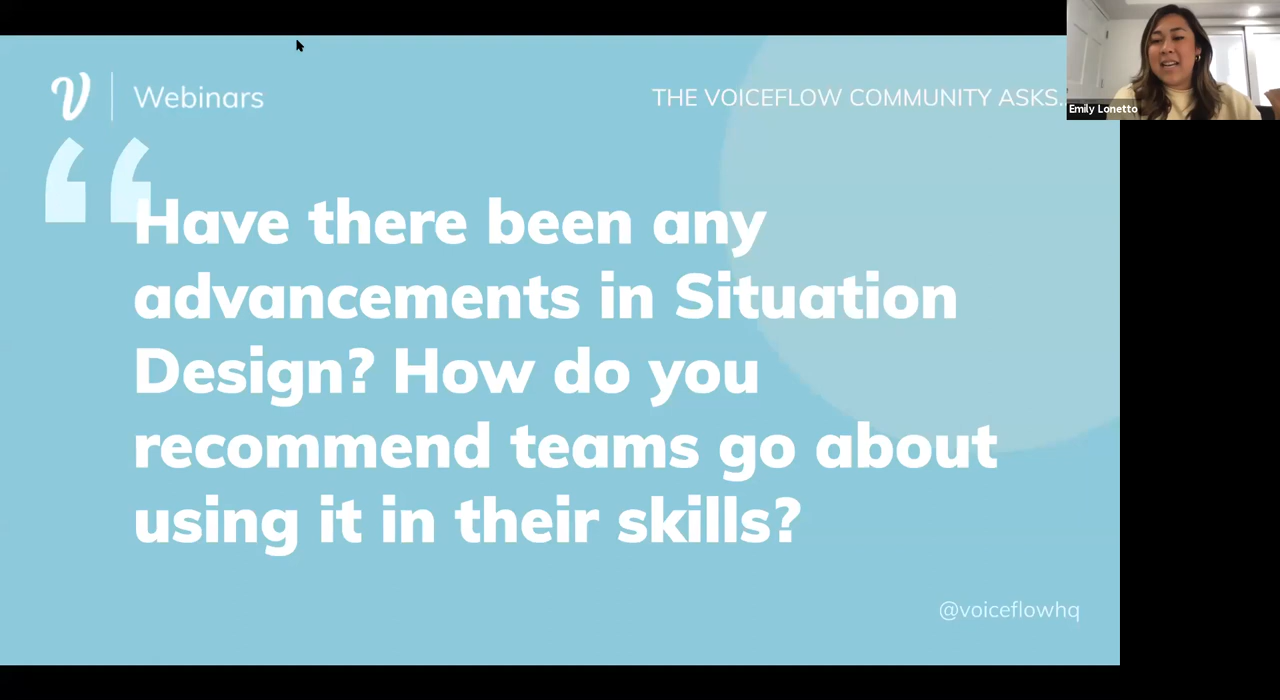 V | Webinars
THE VOICEFLOW COMMUNITY ASKS.
Emily Lonetto
“
Have there been any
advancements in Situation
Design? How do you
recommend teams go about
using it in their skills?
@voiceflowhq